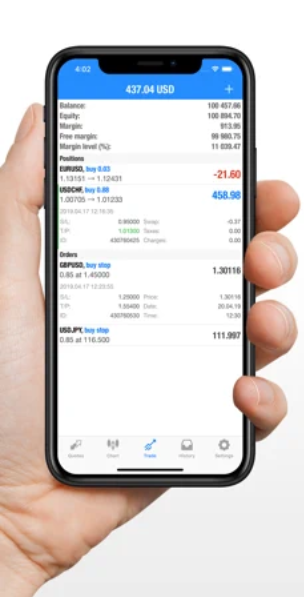 4:02
437.04 USD +
Balance: 100 457.66
Equity: 100 894.70
Margin: 913.95
Free margin: 99 980.75
Margin level (%): 11 039.47
Positions
EURUSD, buy 0.03
1.13151 → 1.12431 -21.60
USDCHF, buy 0.88
1.00705 → 1.01233 458.98
2019.04.17 12:19:35
S/L: 0.95000 Swap: -0.37
T/P: 1.01300 Taxes: 0.00
ID: 430780425 Charges: 0.00
Orders
GBPUSD, buy stop
0.85 at 1.45000 1.30116
2019.04.17 12:23:55
S/L: 1.25000 Price: 1.30116
T/P: 1.55400 Date: 20.04.19
ID: 430780530 Time: 12:30
USDJPY, buy stop
0.85 at 116.500 111.997
Quotes Chart Trade History Settings